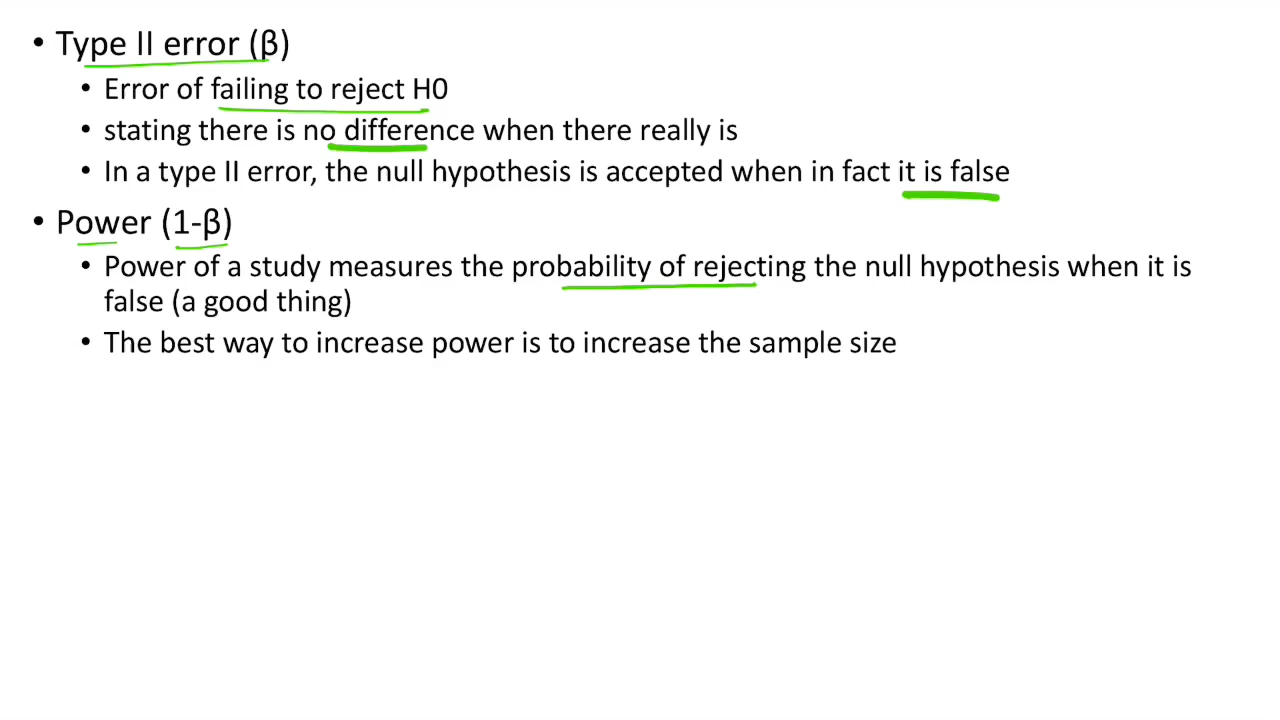 • Type II error (β)
• Error of failing to reject H0
• stating there is no difference when there really is
• In a type II error, the null hypothesis is accepted when in fact it is false
• Power (1-β)
• Power of a study measures the probability of rejecting the null hypothesis when it is
false (a good thing)
• The best way to increase power is to increase the sample size